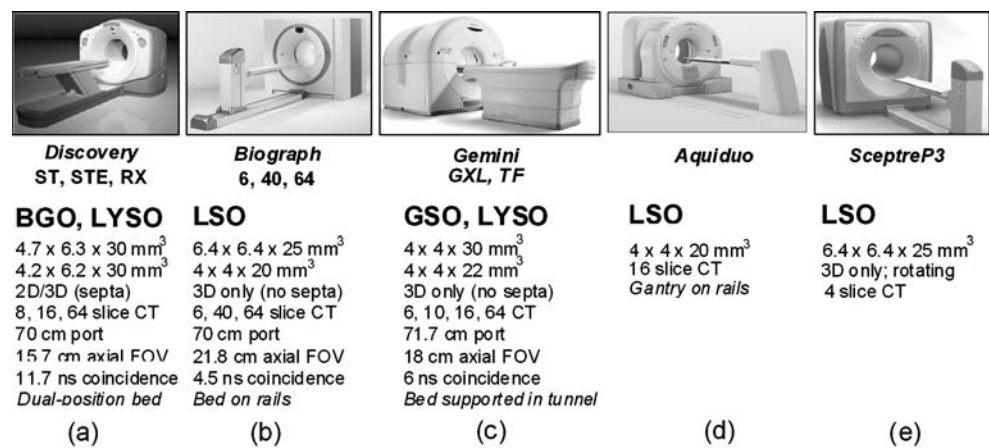 Discovery
ST, STE, RX
BGO, LYSO
4.7 x 6.3 x 30 mm³
4.2 x 6.2 x 30 mm³
2D/3D (septa)
8, 16, 64 slice CT
70 cm port
15.7 cm axial FOV
11.7 ns coincidence
Dual-position bed
(a)
Biograph
6, 40, 64
LSO
6.4 x 6.4 x 25 mm³
4 x 4 x 20 mm³
3D only (no septa)
6, 40, 64 slice CT
70 cm port
21.8 cm axial FOV
4.5 ns coincidence
Bed on rails
(b)
Gemini
GXL, TF
GSO, LYSO
4 x 4 x 30 mm³
4 x 4 x 22 mm³
3D only (no septa)
6, 10, 16, 64 CT
71.7 cm port
18 cm axial FOV
6 ns coincidence
Bed supported in tunnel
(c)
Aquiduo
LSO
4 x 4 x 20 mm³
16 slice CT
Gantry on rails
(d)
SceptreP3
LSO
6.4 x 6.4 x 25 mm³
3D only; rotating
4 slice CT
(e)